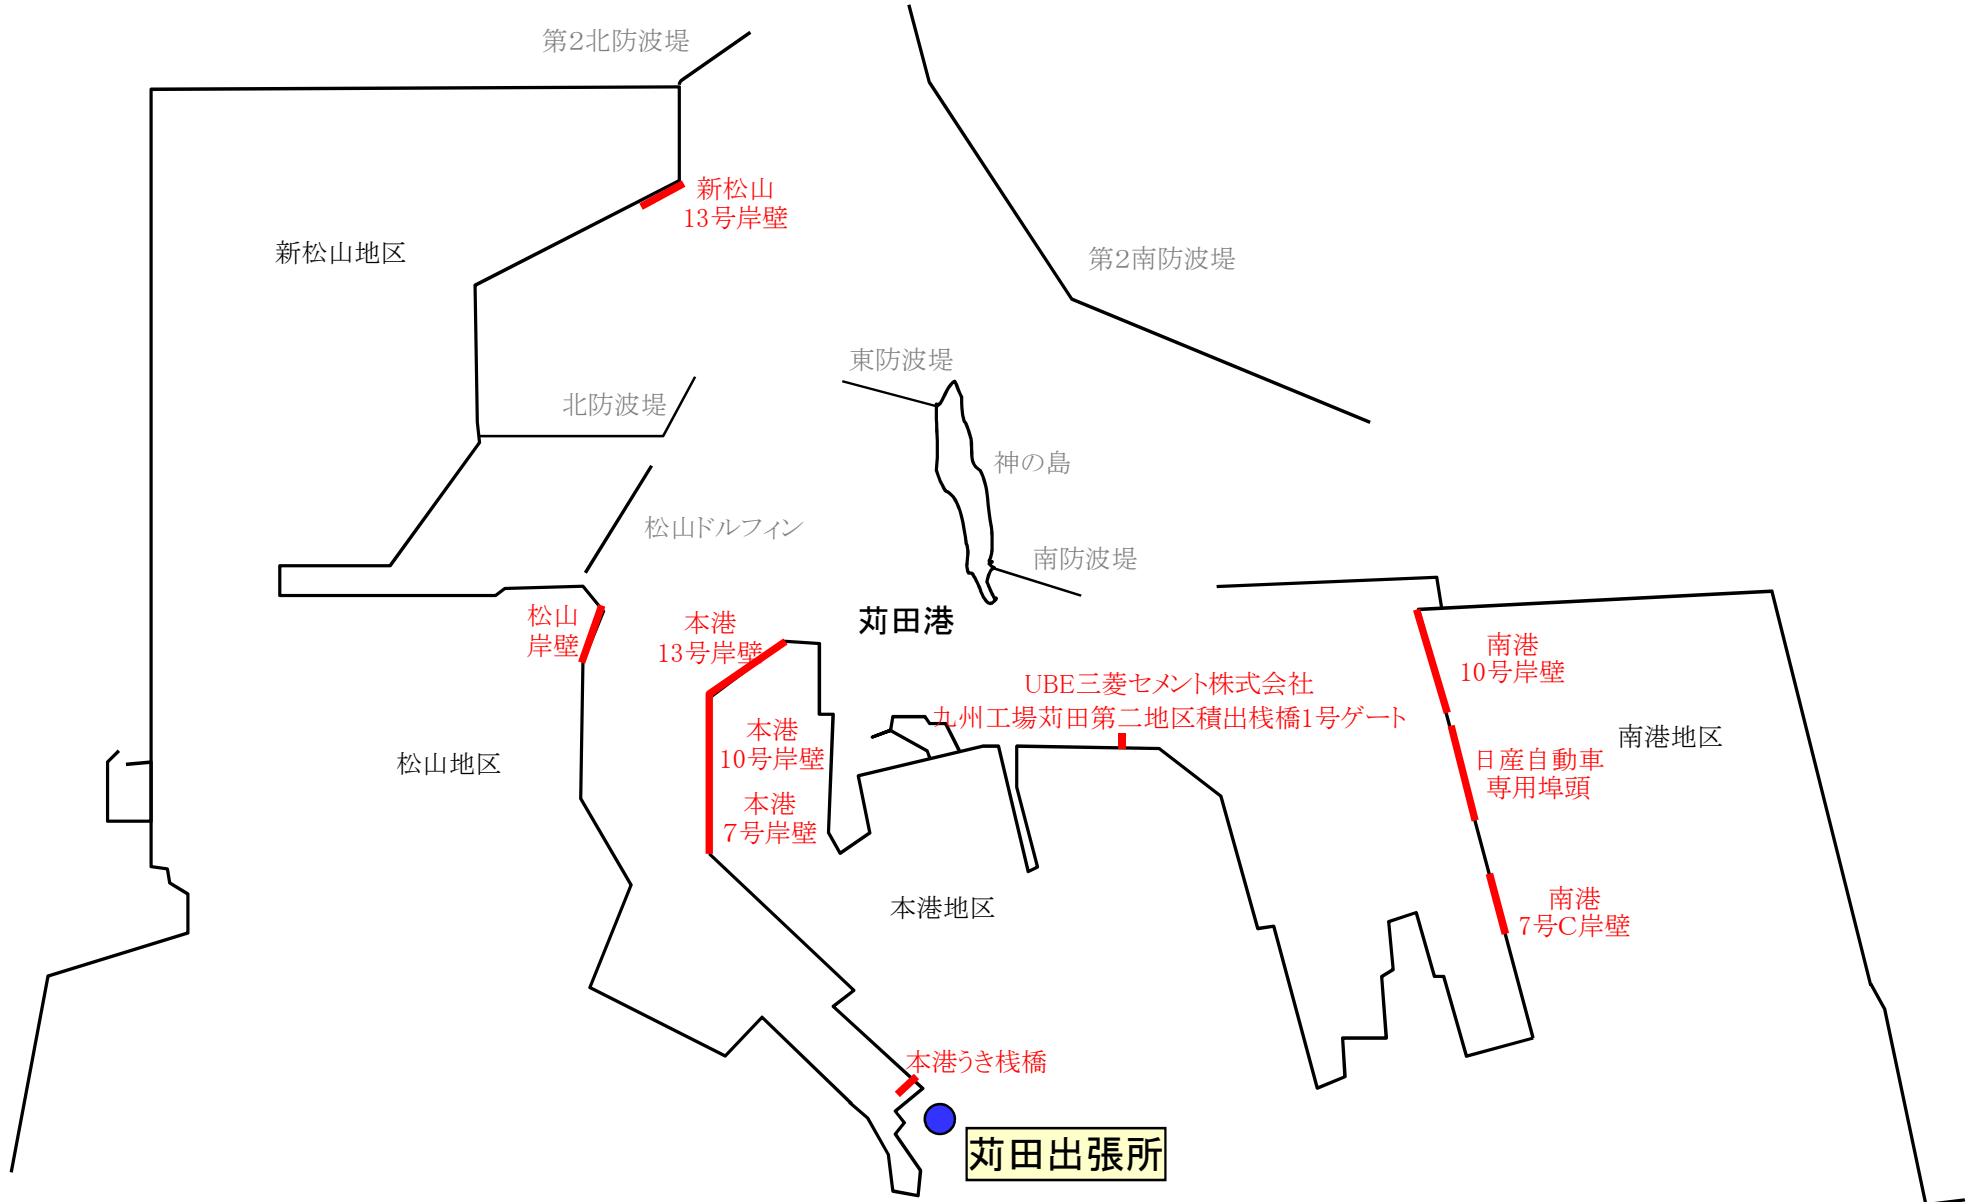 第2北防波堤
新松山
13号岸壁
新松山地区
第2南防波堤
東防波堤
北防波堤
神の島
松山ドルフィン
南防波堤
松山
岸壁
本港
13号岸壁
苅田港
南港
10号岸壁
UBE三菱セメント株式会社
九州工場苅田第二地区積出桟橋1号ゲート
本港
10号岸壁
南港地区
松山地区
日産自動車
専用埠頭
本港
7号岸壁
本港地区
南港
7号C岸壁
本港うき桟橋
苅田出張所